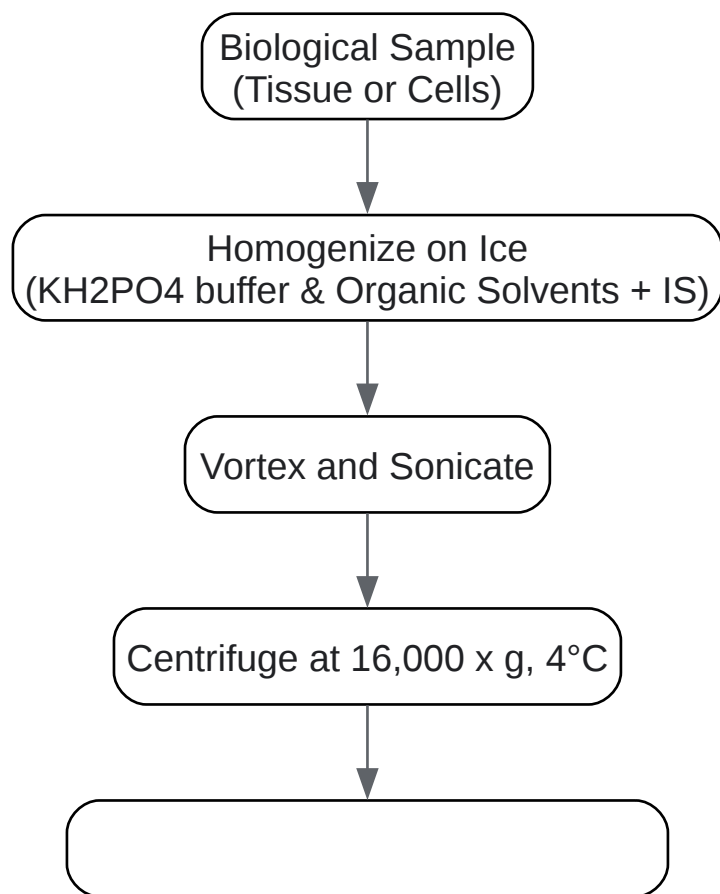 Biological Sample
(Tissue or Cells)
Homogenize on Ice
(KH2PO4 buffer & Organic Solvents + IS)
Vortex and Sonicate
Centrifuge at 16,000 x g, 4°C